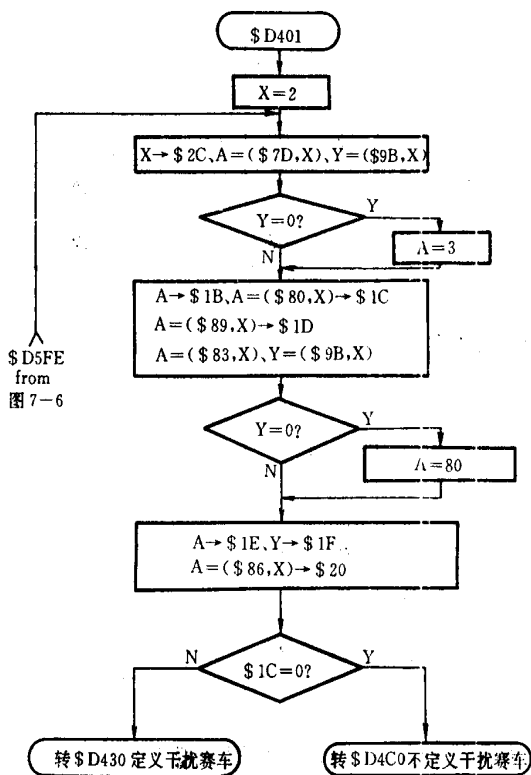 $D401
X=2
X→$2C、A=($7D,X)、Y=($9B,X)
Y=0?
Y
N
A=3
A→$1B、A=($80,X)→$1C
A=($89,X)→$1D
A=($83,X)、Y=($9B,X)
$D5FE
from
图7-6
Y=0?
Y
N
A=80
A→$1E、Y→$1F
A=($86,X)→$20
N
$1C=0?
Y
转$D430定义干扰赛车
转$D4C0不定义干扰赛车